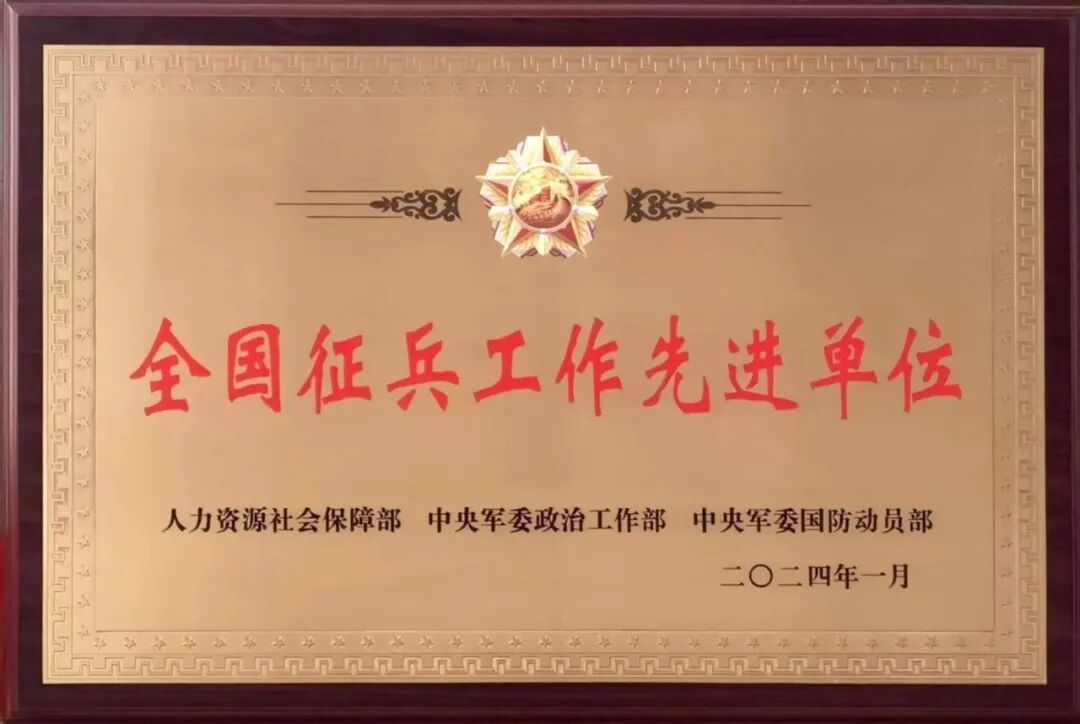 全国征兵工作先进单位
人力资源社会保障部 中央军委政治工作部 中央军委国防动员部
二〇二四年一月